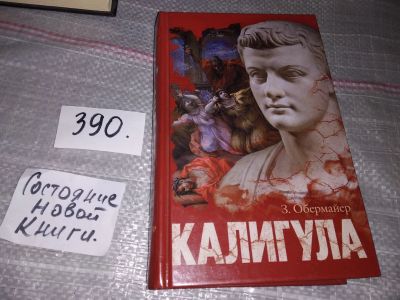 390.
Состояние
новой
книги.
З. Обермайер
КАЛИГУЛА